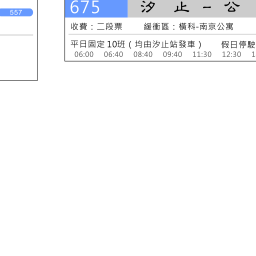 557
675 汐 止 – 公
收費：二段票 緩衝區：橫科-南京公寓
平日固定10班（均由汐止站發車） 假日停駛
06:00 06:40 08:40 09:40 11:30 12:30 1